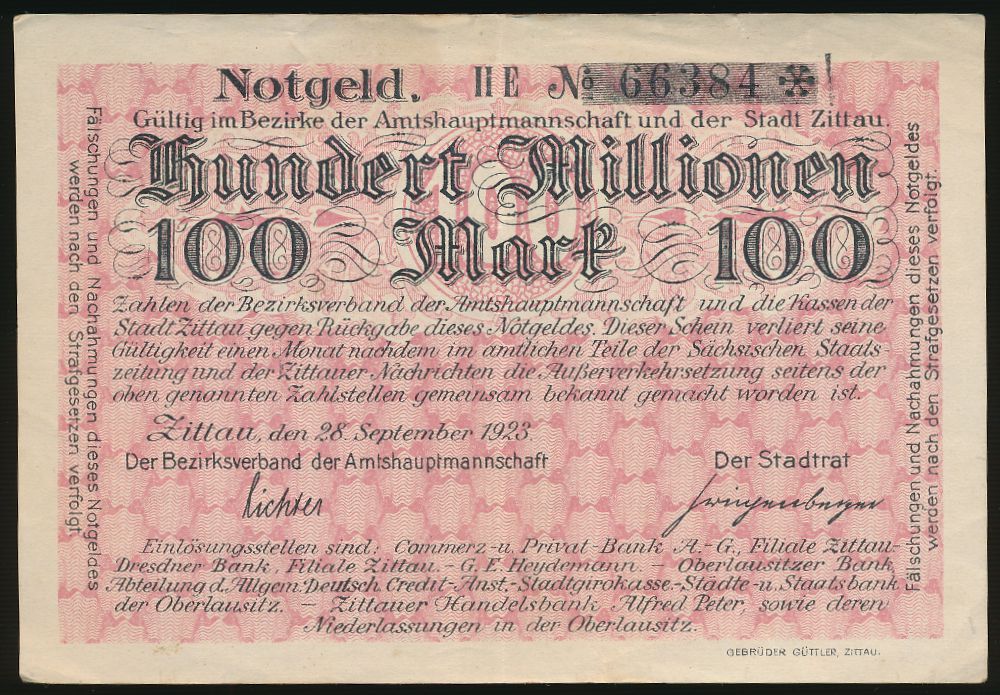 Notgeld. II E № 66384 *
Gültig im Bezirke der Amtshauptmannschaft und der Stadt Zittau.
Hundert Millionen
100 Mark 100
Zahlen der Bezirksverband der Amtshauptmannschaft und die Kassen der
Stadt Zittau gegen Rückgabe dieses Notgeldes. Dieser Schein verliert seine
Gültigkeit einen Monat nachdem im amtlichen Teile der Sächsischen Staats-
zeitung und der Zittauer Nachrichten die Außerverkehrsetzung seitens der
oben genannten Zahlstellen gemeinsam bekannt gemacht worden ist.
Zittau, den 28. September 1923.
Der Bezirksverband der Amtshauptmannschaft
Der Stadtrat
Richter
Einlösungsstellen sind: Commerz-u. Privat-Bank A.-G., Filiale Zittau.-
Dresdner Bank, Filiale Zittau. - G. E. Heydemann. - Oberlausitzer Bank,
Abteilung d. Allgem. Deutsch. Credit-Anst.-Stadtgirokasse.-Städte-u. Staatsbank
der Oberlausitz. - Zittauer Handelsbank Alfred Peter, sowie deren
Niederlassungen in der Oberlausitz.
Fälschungen und Nachahmungen dieses Notgeldes
werden nach den Strafgesetzen verfolgt.
Fälschungen und Nachahmungen dieses Notgeldes
werden nach den Strafgesetzen verfolgt.
GEBRÜDER GÜTTLER, ZITTAU.